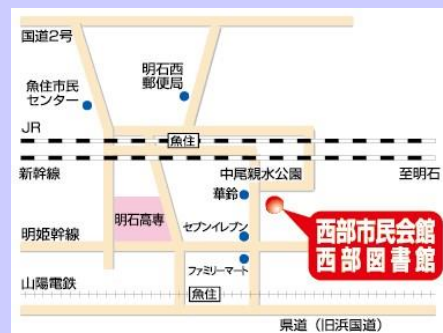 国道2号
明石西
郵便局
魚住市民
センター
JR
魚住
新幹線
中尾親水公園
至明石
華鈴
明石高専
西部市民会館
西部図書館
セブンイレブン
明姫幹線
ファミリーマート
山陽電鉄
魚住
県道（旧浜国道）